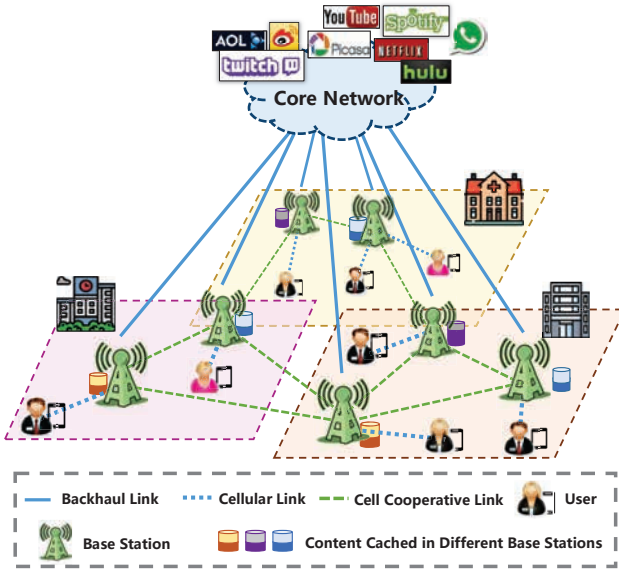 YouTube
Spotify
AOL
Picasa
NETFLIX
twitch
hulu
Core Network
Backhaul Link
Cellular Link
Cell Cooperative Link
User
Base Station
Content Cached in Different Base Stations